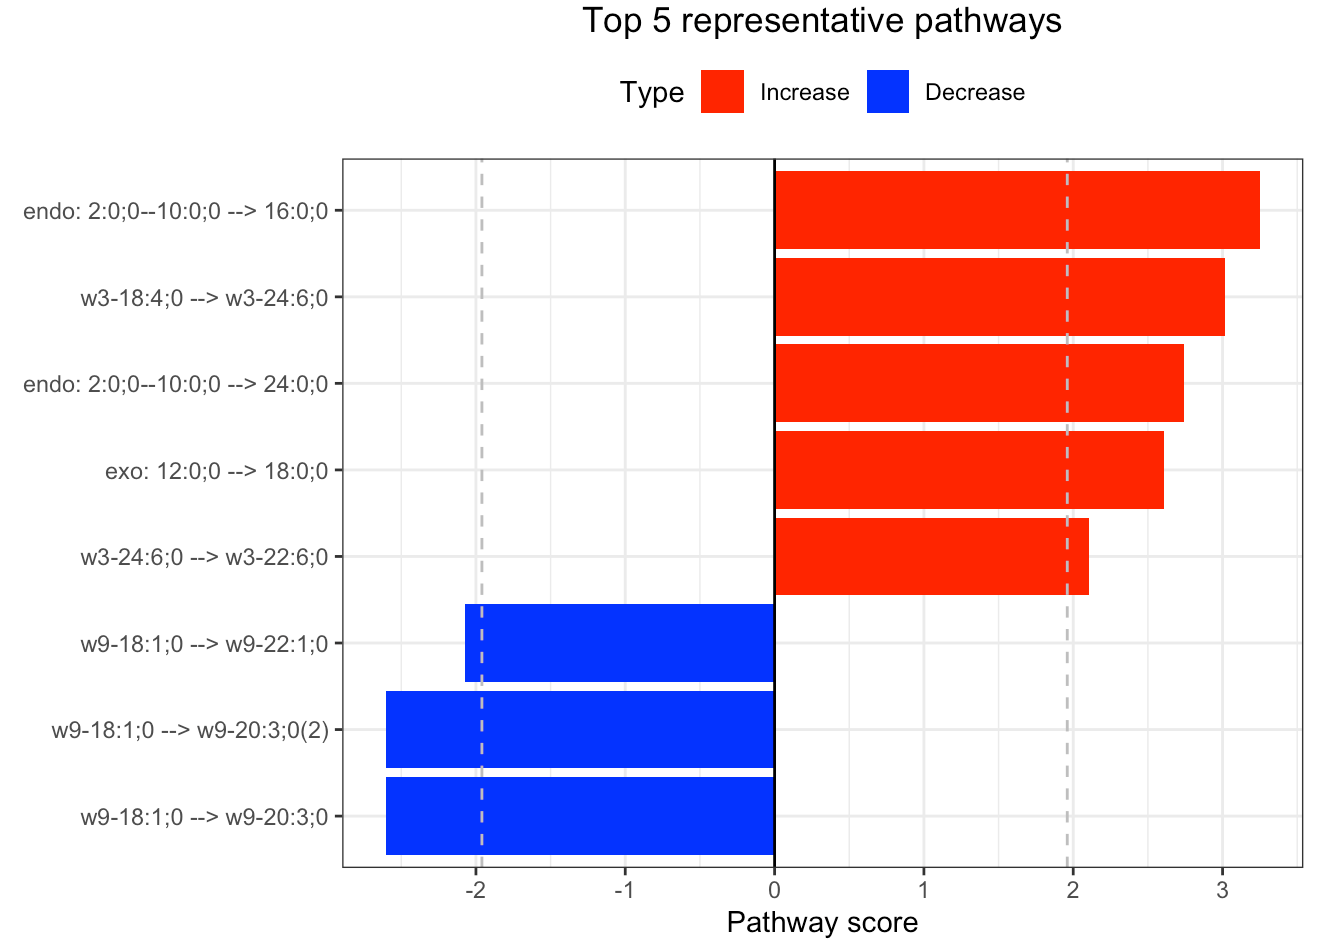 Top 5 representative pathways
Type Increase Decrease
endo: 2:0;0--10:0;0 --> 16:0;0
w3-18:4;0 --> w3-24:6;0
endo: 2:0;0--10:0;0 --> 24:0;0
exo: 12:0;0 --> 18:0;0
w3-24:6;0 --> w3-22:6;0
w9-18:1;0 --> w9-22:1;0
w9-18:1;0 --> w9-20:3;0(2)
w9-18:1;0 --> w9-20:3;0
-2 -1 0 1 2 3
Pathway score